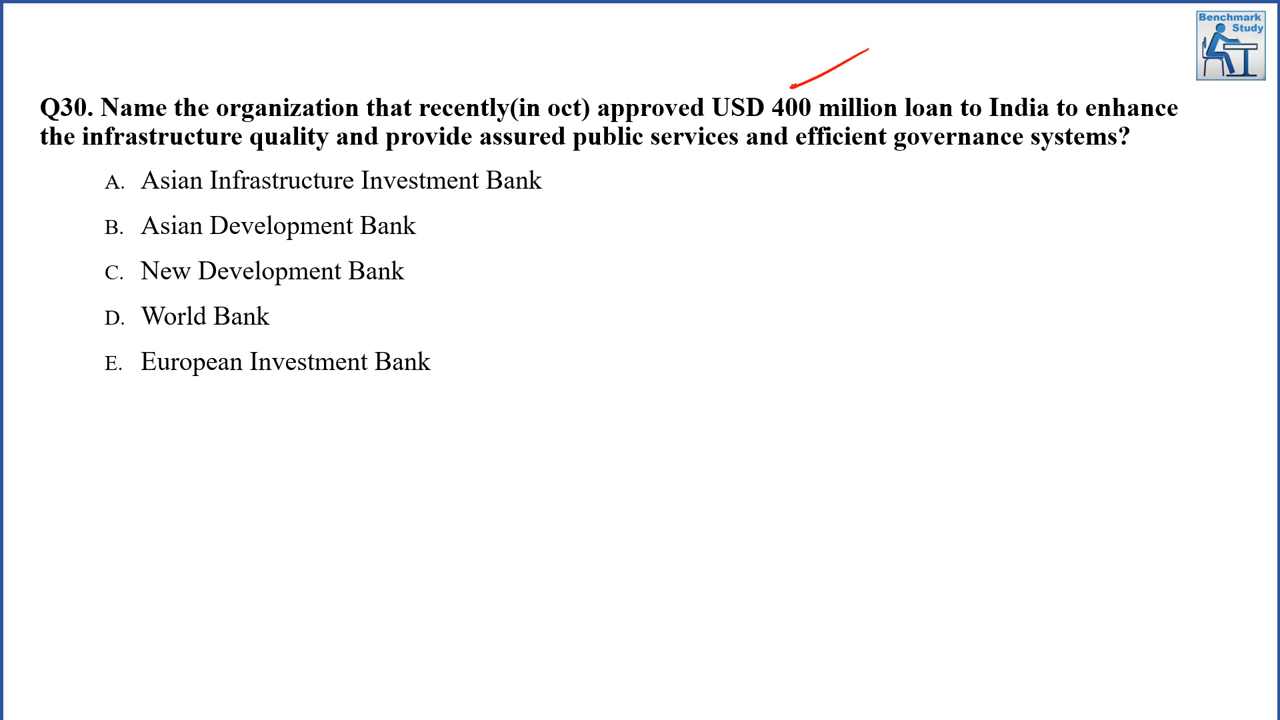 Benchmark
Study
Q30. Name the organization that recently(in oct) approved USD 400 million loan to India to enhance
the infrastructure quality and provide assured public services and efficient governance systems?
A. Asian Infrastructure Investment Bank
B. Asian Development Bank
C. New Development Bank
D. World Bank
E. European Investment Bank